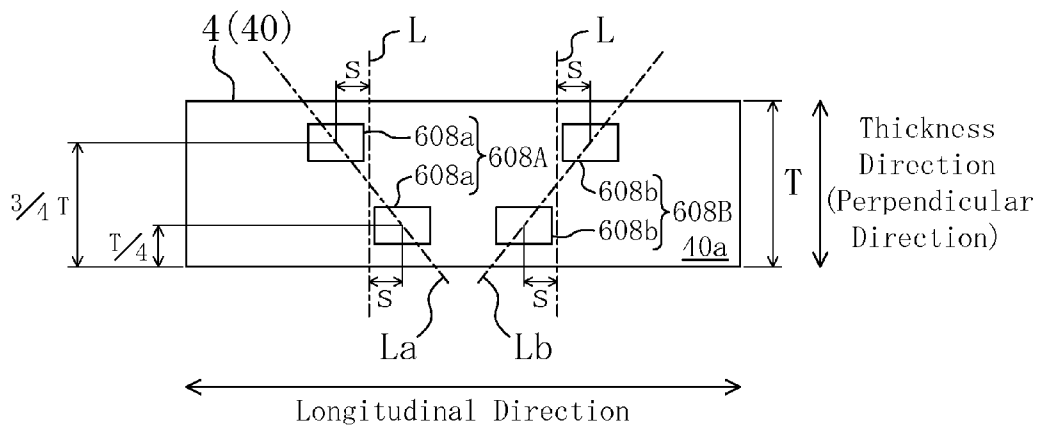 4(40)
L
L
S
S
608a
608A
608a
608b
608B
608b
40a
3/4 T
T/4
T
Thickness
Direction
(Perpendicular
Direction)
S
S
La
Lb
Longitudinal Direction